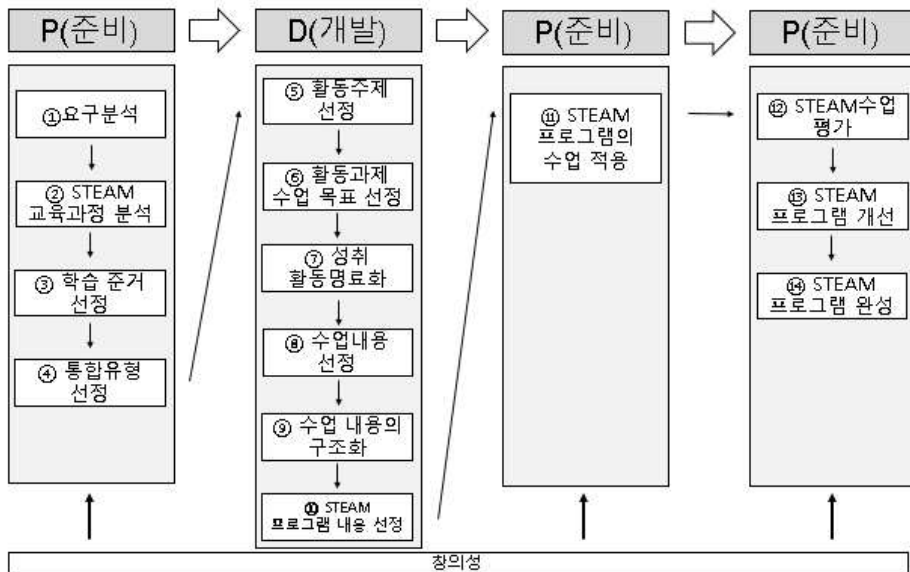 P(준비)
D(개발)
P(준비)
P(준비)
①요구분석
② STEAM
교육과정 분석
③ 학습 준거
선정
④ 통합유형
선정
⑤ 활동주제
선정
⑥ 활동과제
수업 목표 선정
⑦ 성취
활동명료화
⑧ 수업내용
선정
⑨ 수업 내용의
구조화
⑩ STEAM
프로그램 내용 선정
⑪ STEAM
프로그램의
수업 적용
⑫ STEAM수업
평가
⑬ STEAM
프로그램 개선
⑭ STEAM
프로그램 완성
창의성